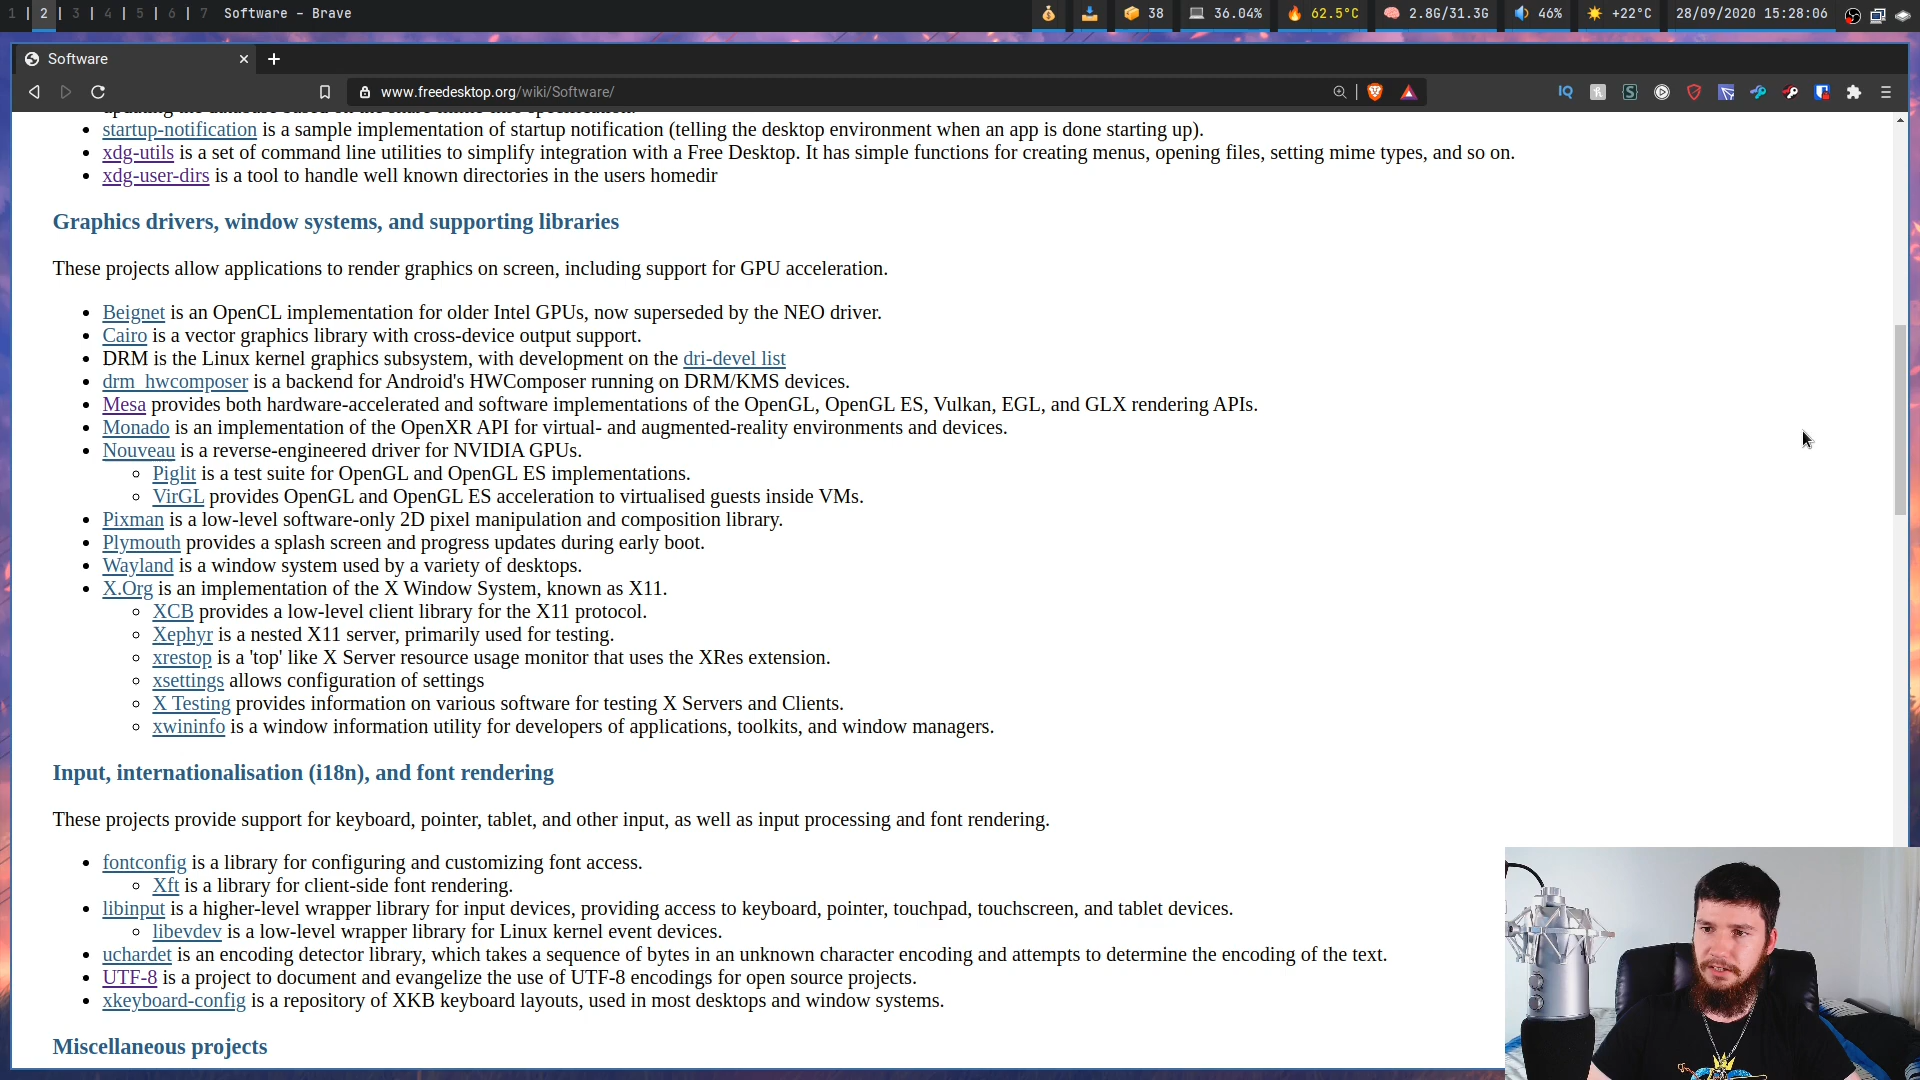 1 | 2 | 3 | 4 | 5 | 6 | 7 Software - Brave 38 36.04% 62.5°C 2.8G/31.3G 46% +22°C 28/09/2020 15:28:06
Software
www.freedesktop.org/wiki/Software/
startup-notification is a sample implementation of startup notification (telling the desktop environment when an app is done starting up).
xdg-utils is a set of command line utilities to simplify integration with a Free Desktop. It has simple functions for creating menus, opening files, setting mime types, and so on.
xdg-user-dirs is a tool to handle well known directories in the users homedir
Graphics drivers, window systems, and supporting libraries
These projects allow applications to render graphics on screen, including support for GPU acceleration.
Beignet is an OpenCL implementation for older Intel GPUs, now superseded by the NEO driver.
Cairo is a vector graphics library with cross-device output support.
DRM is the Linux kernel graphics subsystem, with development on the dri-devel list
drm_hwcomposer is a backend for Android's HWComposer running on DRM/KMS devices.
Mesa provides both hardware-accelerated and software implementations of the OpenGL, OpenGL ES, Vulkan, EGL, and GLX rendering APIs.
Monado is an implementation of the OpenXR API for virtual- and augmented-reality environments and devices.
Nouveau is a reverse-engineered driver for NVIDIA GPUs.
Piglit is a test suite for OpenGL and OpenGL ES implementations.
VirGL provides OpenGL and OpenGL ES acceleration to virtualised guests inside VMs.
Pixman is a low-level software-only 2D pixel manipulation and composition library.
Plymouth provides a splash screen and progress updates during early boot.
Wayland is a window system used by a variety of desktops.
X.Org is an implementation of the X Window System, known as X11.
XCB provides a low-level client library for the X11 protocol.
Xephyr is a nested X11 server, primarily used for testing.
xrestop is a 'top' like X Server resource usage monitor that uses the XRes extension.
xsettings allows configuration of settings
X Testing provides information on various software for testing X Servers and Clients.
xwininfo is a window information utility for developers of applications, toolkits, and window managers.
Input, internationalisation (i18n), and font rendering
These projects provide support for keyboard, pointer, tablet, and other input, as well as input processing and font rendering.
fontconfig is a library for configuring and customizing font access.
Xft is a library for client-side font rendering.
libinput is a higher-level wrapper library for input devices, providing access to keyboard, pointer, touchpad, touchscreen, and tablet devices.
libevdev is a low-level wrapper library for Linux kernel event devices.
uchardet is an encoding detector library, which takes a sequence of bytes in an unknown character encoding and attempts to determine the encoding of the text.
UTF-8 is a project to document and evangelize the use of UTF-8 encodings for open source projects.
xkeyboard-config is a repository of XKB keyboard layouts, used in most desktops and window systems.
Miscellaneous projects